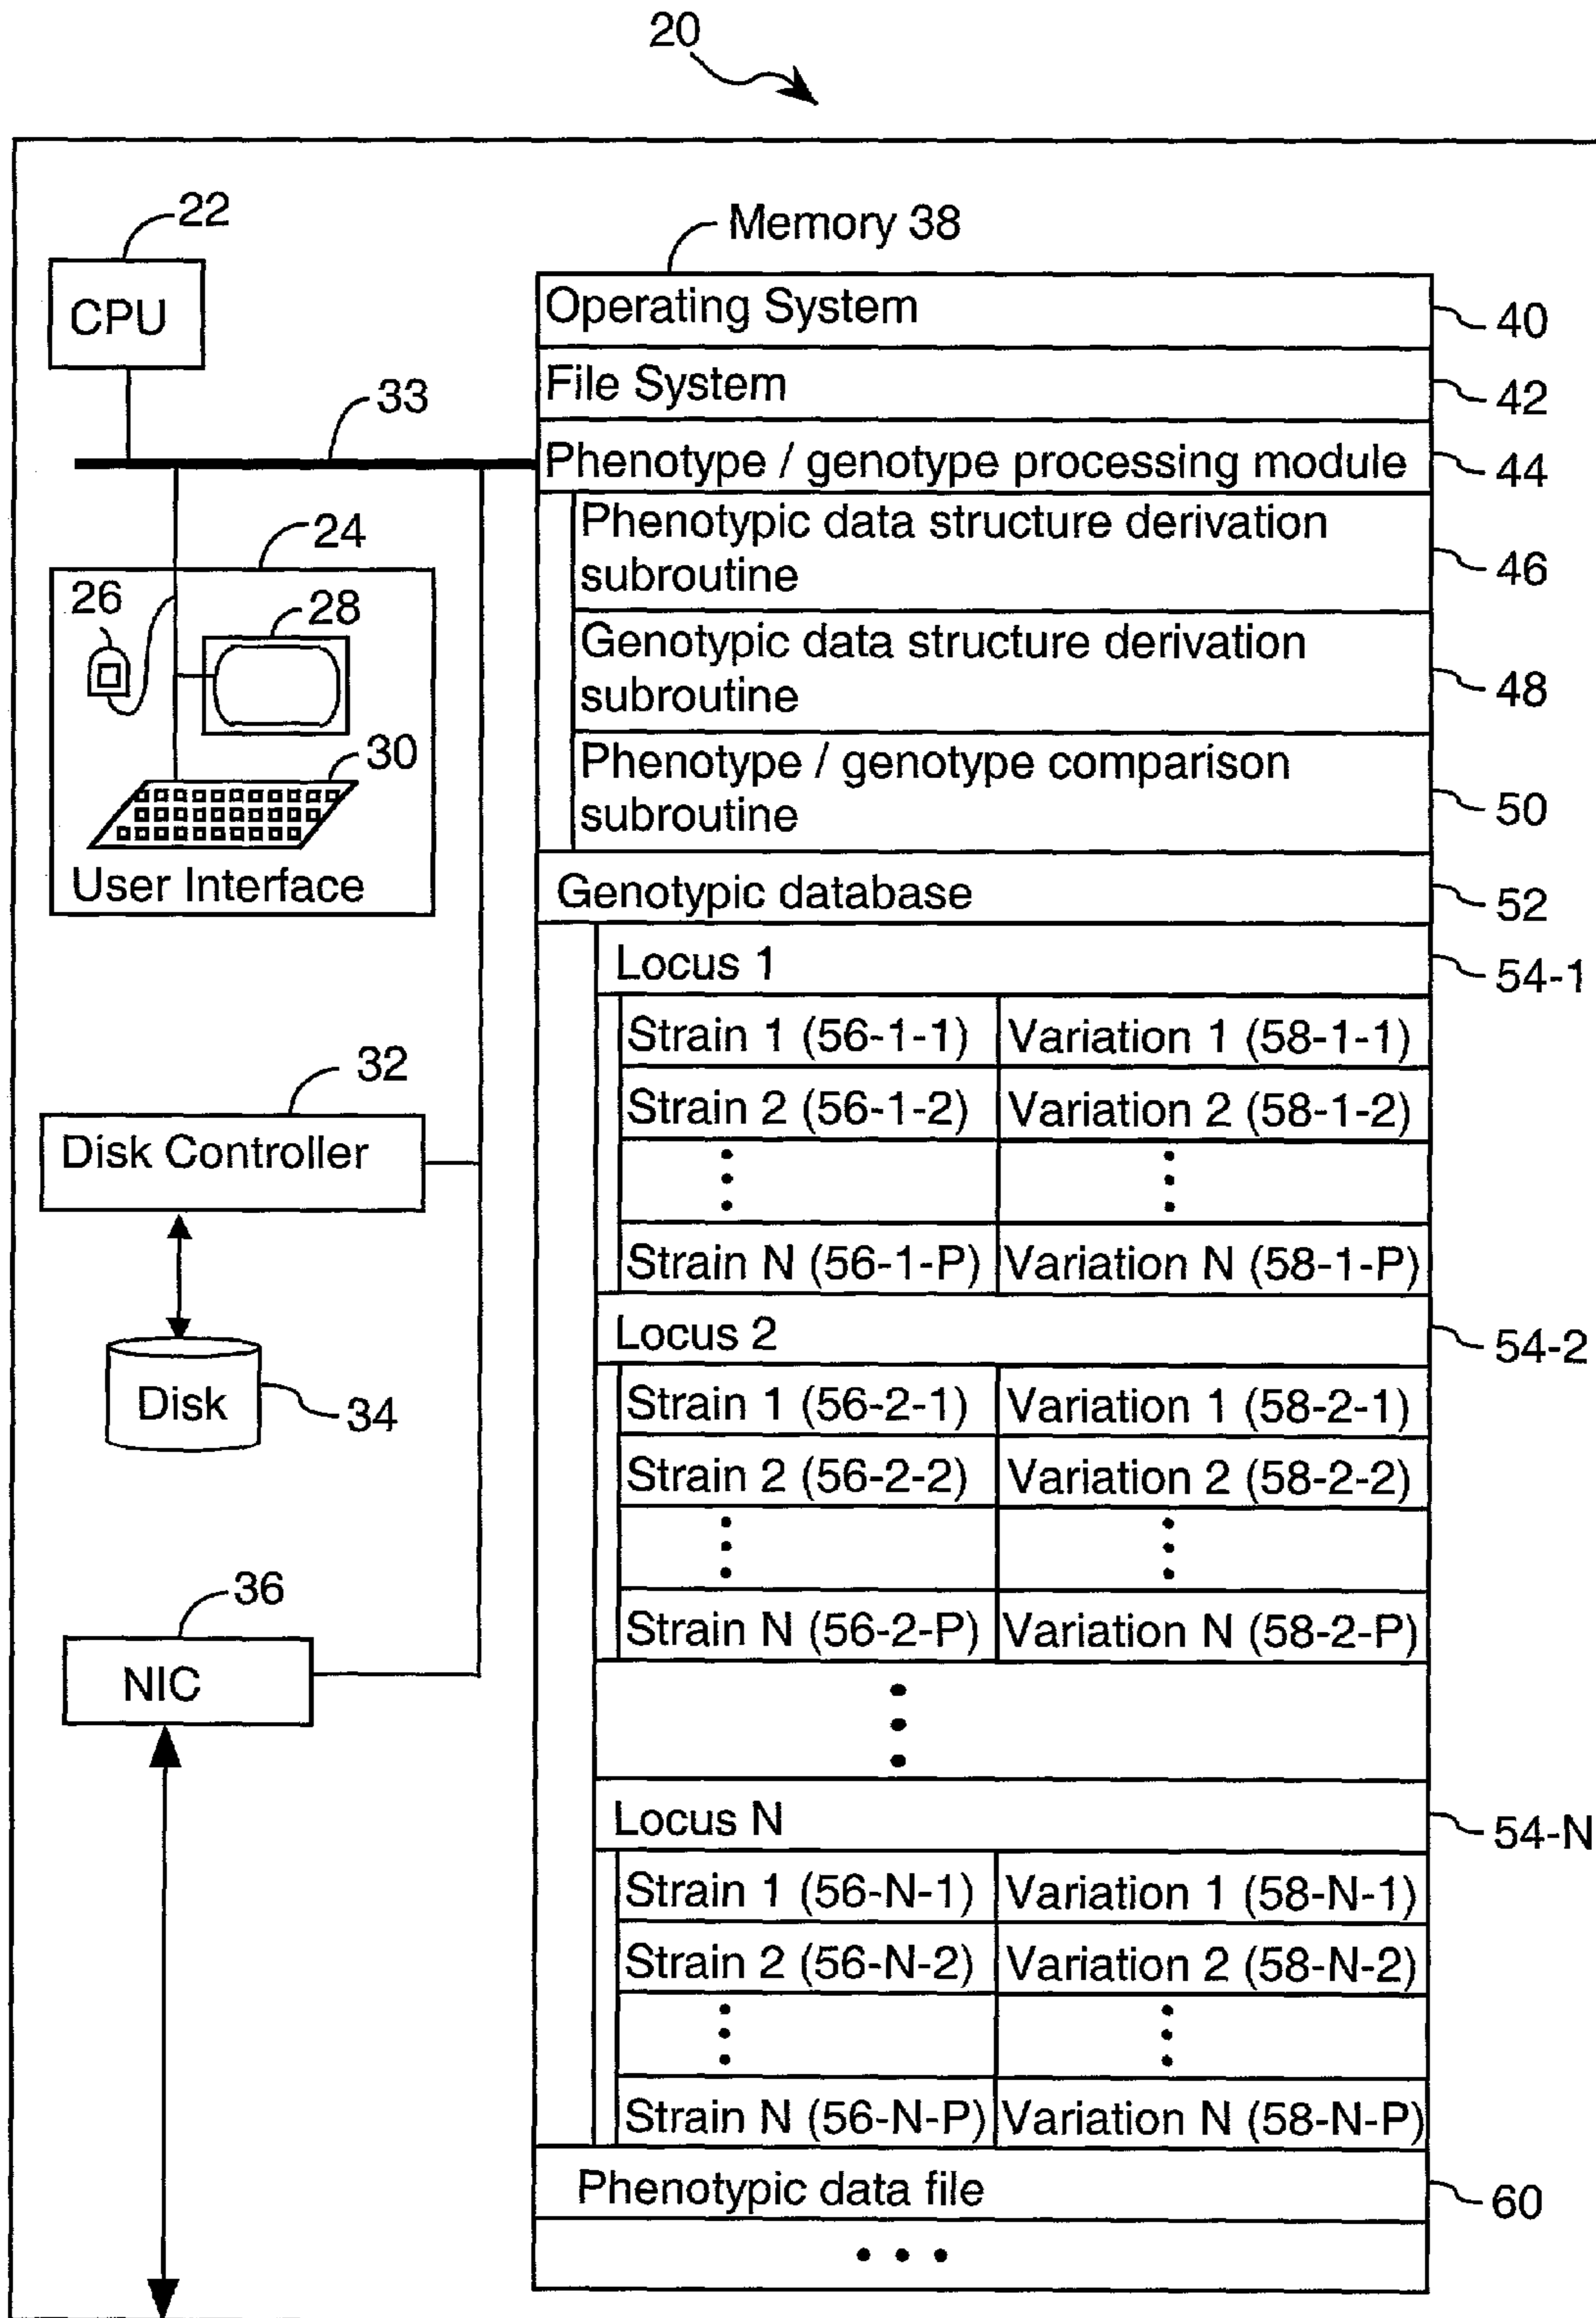 20
22
CPU
33
24
26
28
30
User Interface
32
Disk Controller
Disk
34
36
NIC
Memory 38
Operating System
40
File System
42
Phenotype / genotype processing module
44
Phenotypic data structure derivation
subroutine
46
Genotypic data structure derivation
subroutine
48
Phenotype / genotype comparison
subroutine
50
Genotypic database
52
Locus 1
54-1
Strain 1 (56-1-1) Variation 1 (58-1-1)
Strain 2 (56-1-2) Variation 2 (58-1-2)
Strain N (56-1-P) Variation N (58-1-P)
Locus 2
54-2
Strain 1 (56-2-1) Variation 1 (58-2-1)
Strain 2 (56-2-2) Variation 2 (58-2-2)
Strain N (56-2-P) Variation N (58-2-P)
Locus N
54-N
Strain 1 (56-N-1) Variation 1 (58-N-1)
Strain 2 (56-N-2) Variation 2 (58-N-2)
Strain N (56-N-P) Variation N (58-N-P)
Phenotypic data file
60
• • •